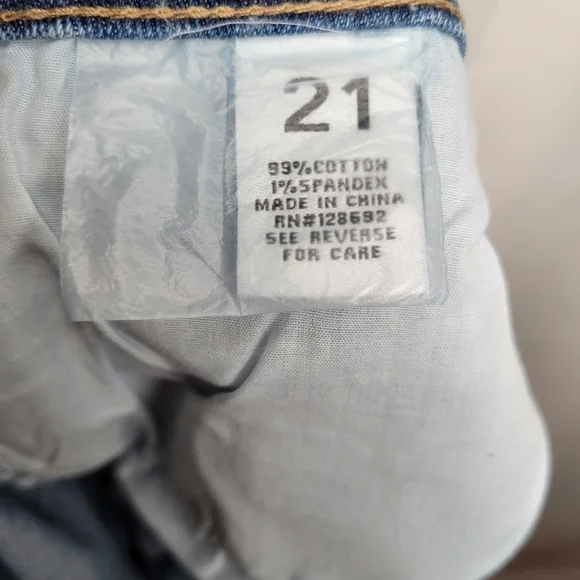 21
99%COTTON
1%SPANDEX
MADE IN CHINA
RN#128692
SEE REVERSE
FOR CARE